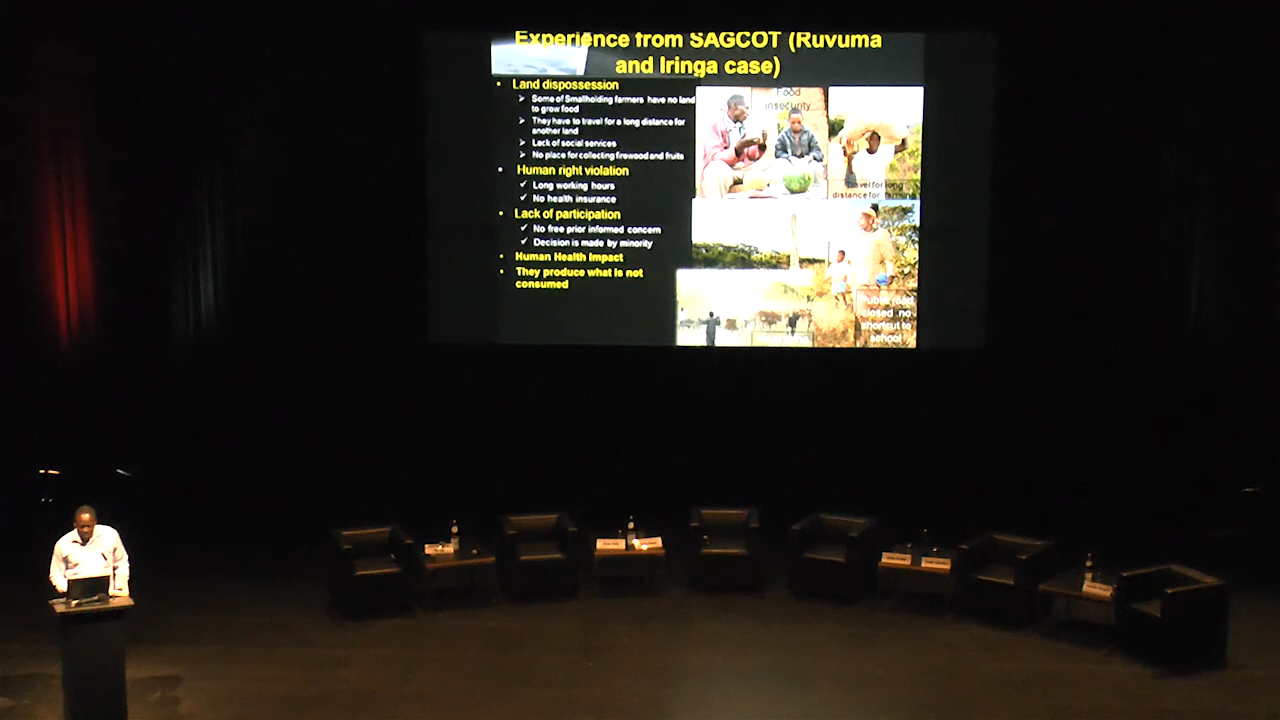 Experience from SAGCOT (Ruvuma
and Iringa case)
• Land dispossession
➢ Some of Smallholding farmers have no land
to grow food
➢ They have to travel for a long distance for
another land
➢ Lack of social services
➢ No place for collecting firewood and fruits
• Human right violation
✓ Long working hours
✓ No health insurance
• Lack of participation
✓ No free prior informed concern
✓ Decision is made by minority
• Human Health Impact
• They produce what is not
consumed
Food
insecurity
Travel for long
distance for farming
Public road
closed no
shortcut to
school